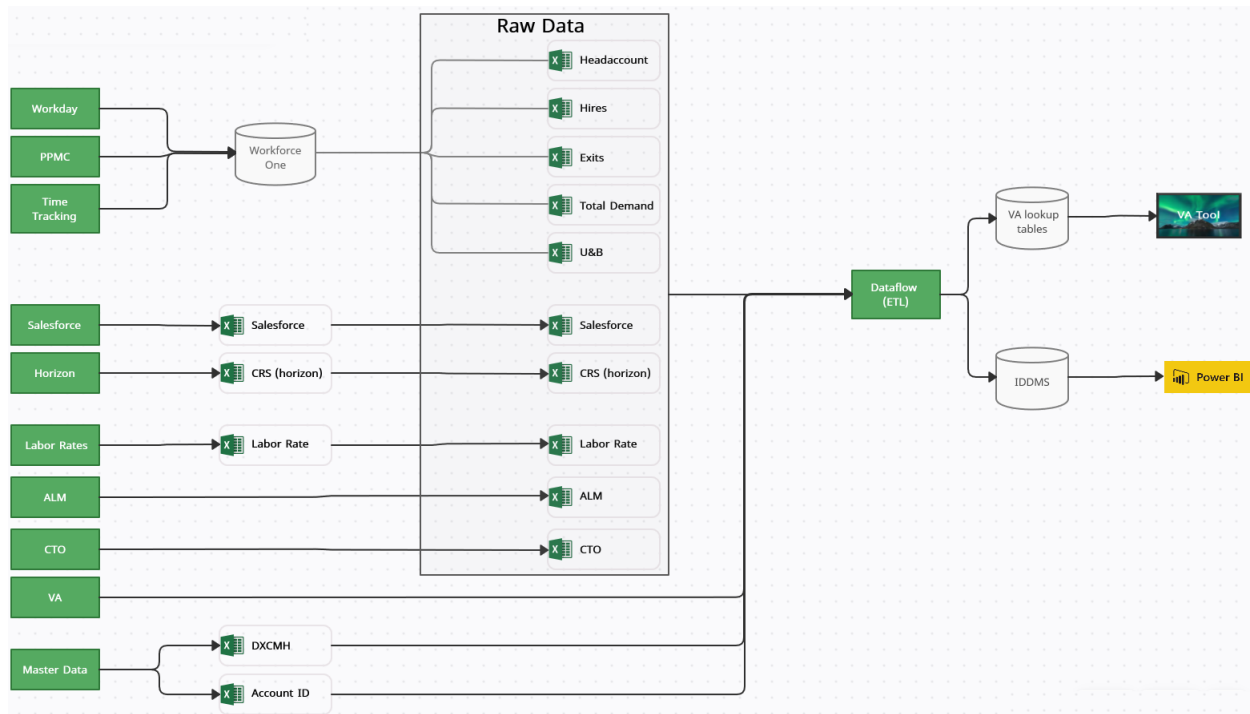 Raw Data
Headaccount
Workday
Hires
PPMC
Workforce
One
Exits
Time
Tracking
Total Demand
U&B
VA lookup
tables
VA Tool
Dataflow
(ETL)
Salesforce
Salesforce
Salesforce
Horizon
CRS (horizon)
CRS (horizon)
IDDMS
Power BI
Labor Rates
Labor Rate
Labor Rate
ALM
ALM
CTO
CTO
VA
Master Data
DXCMH
Account ID